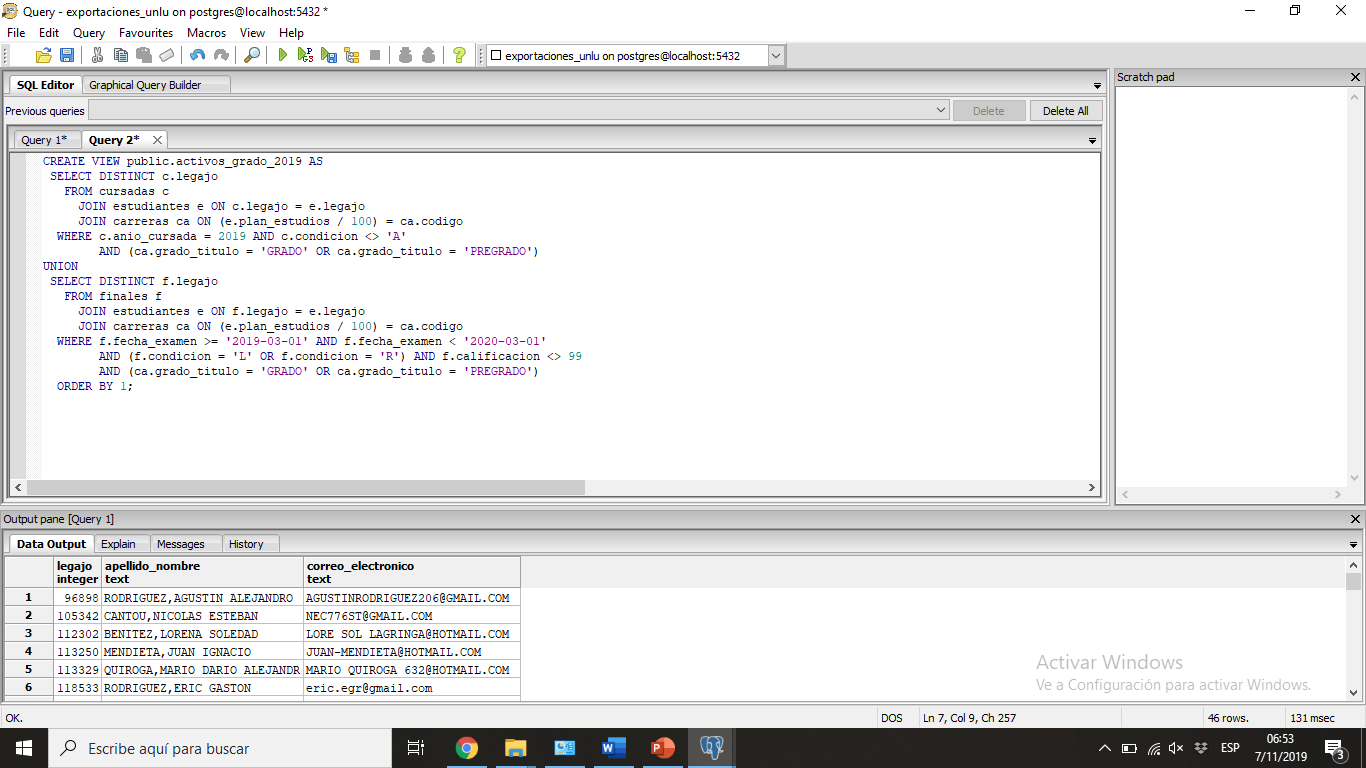 Query - exportaciones_unlu on postgres@localhost:5432 *
File Edit Query Favourites Macros View Help
exportaciones_unlu on postgres@localhost:5432
SQL Editor Graphical Query Builder
Scratch pad
Previous queries
Delete Delete All
Query 1* Query 2*
CREATE VIEW public.activos_grado_2019 AS
SELECT DISTINCT c.legajo
FROM cursadas c
JOIN estudiantes e ON c.legajo = e.legajo
JOIN carreras ca ON (e.plan_estudios / 100) = ca.codigo
WHERE c.anio_cursada = 2019 AND c.condicion <> 'A'
AND (ca.grado_titulo = 'GRADO' OR ca.grado_titulo = 'PREGRADO')
UNION
SELECT DISTINCT f.legajo
FROM finales f
JOIN estudiantes e ON f.legajo = e.legajo
JOIN carreras ca ON (e.plan_estudios / 100) = ca.codigo
WHERE f.fecha_examen >= '2019-03-01' AND f.fecha_examen < '2020-03-01'
AND (f.condicion = 'L' OR f.condicion = 'R') AND f.calificacion <> 99
AND (ca.grado_titulo = 'GRADO' OR ca.grado_titulo = 'PREGRADO')
ORDER BY 1;
Output pane [Query 1]
Data Output Explain Messages History
legajo apellido_nombre correo_electronico
integer text text
1 96898 RODRIGUEZ,AGUSTIN ALEJANDRO AGUSTINRODRIGUEZ206@GMAIL.COM
2 105342 CANTOU,NICOLAS ESTEBAN NEC776ST@GMAIL.COM
3 112302 BENITEZ,LORENA SOLEDAD LORE_SOL_LAGRINGA@HOTMAIL.COM
4 113250 MENDIETA,JUAN IGNACIO JUAN-MENDIETA@HOTMAIL.COM
5 113329 QUIROGA,MARIO DARIO ALEJANDR MARIO_QUIROGA_632@HOTMAIL.COM
6 118533 RODRIGUEZ,ERIC GASTON eric.egr@gmail.com
Activar Windows
Ve a Configuración para activar Windows.
OK. DOS Ln 7, Col 9, Ch 257 46 rows. 131 msec
Escribe aquí para buscar
ESP
06:53
7/11/2019
3